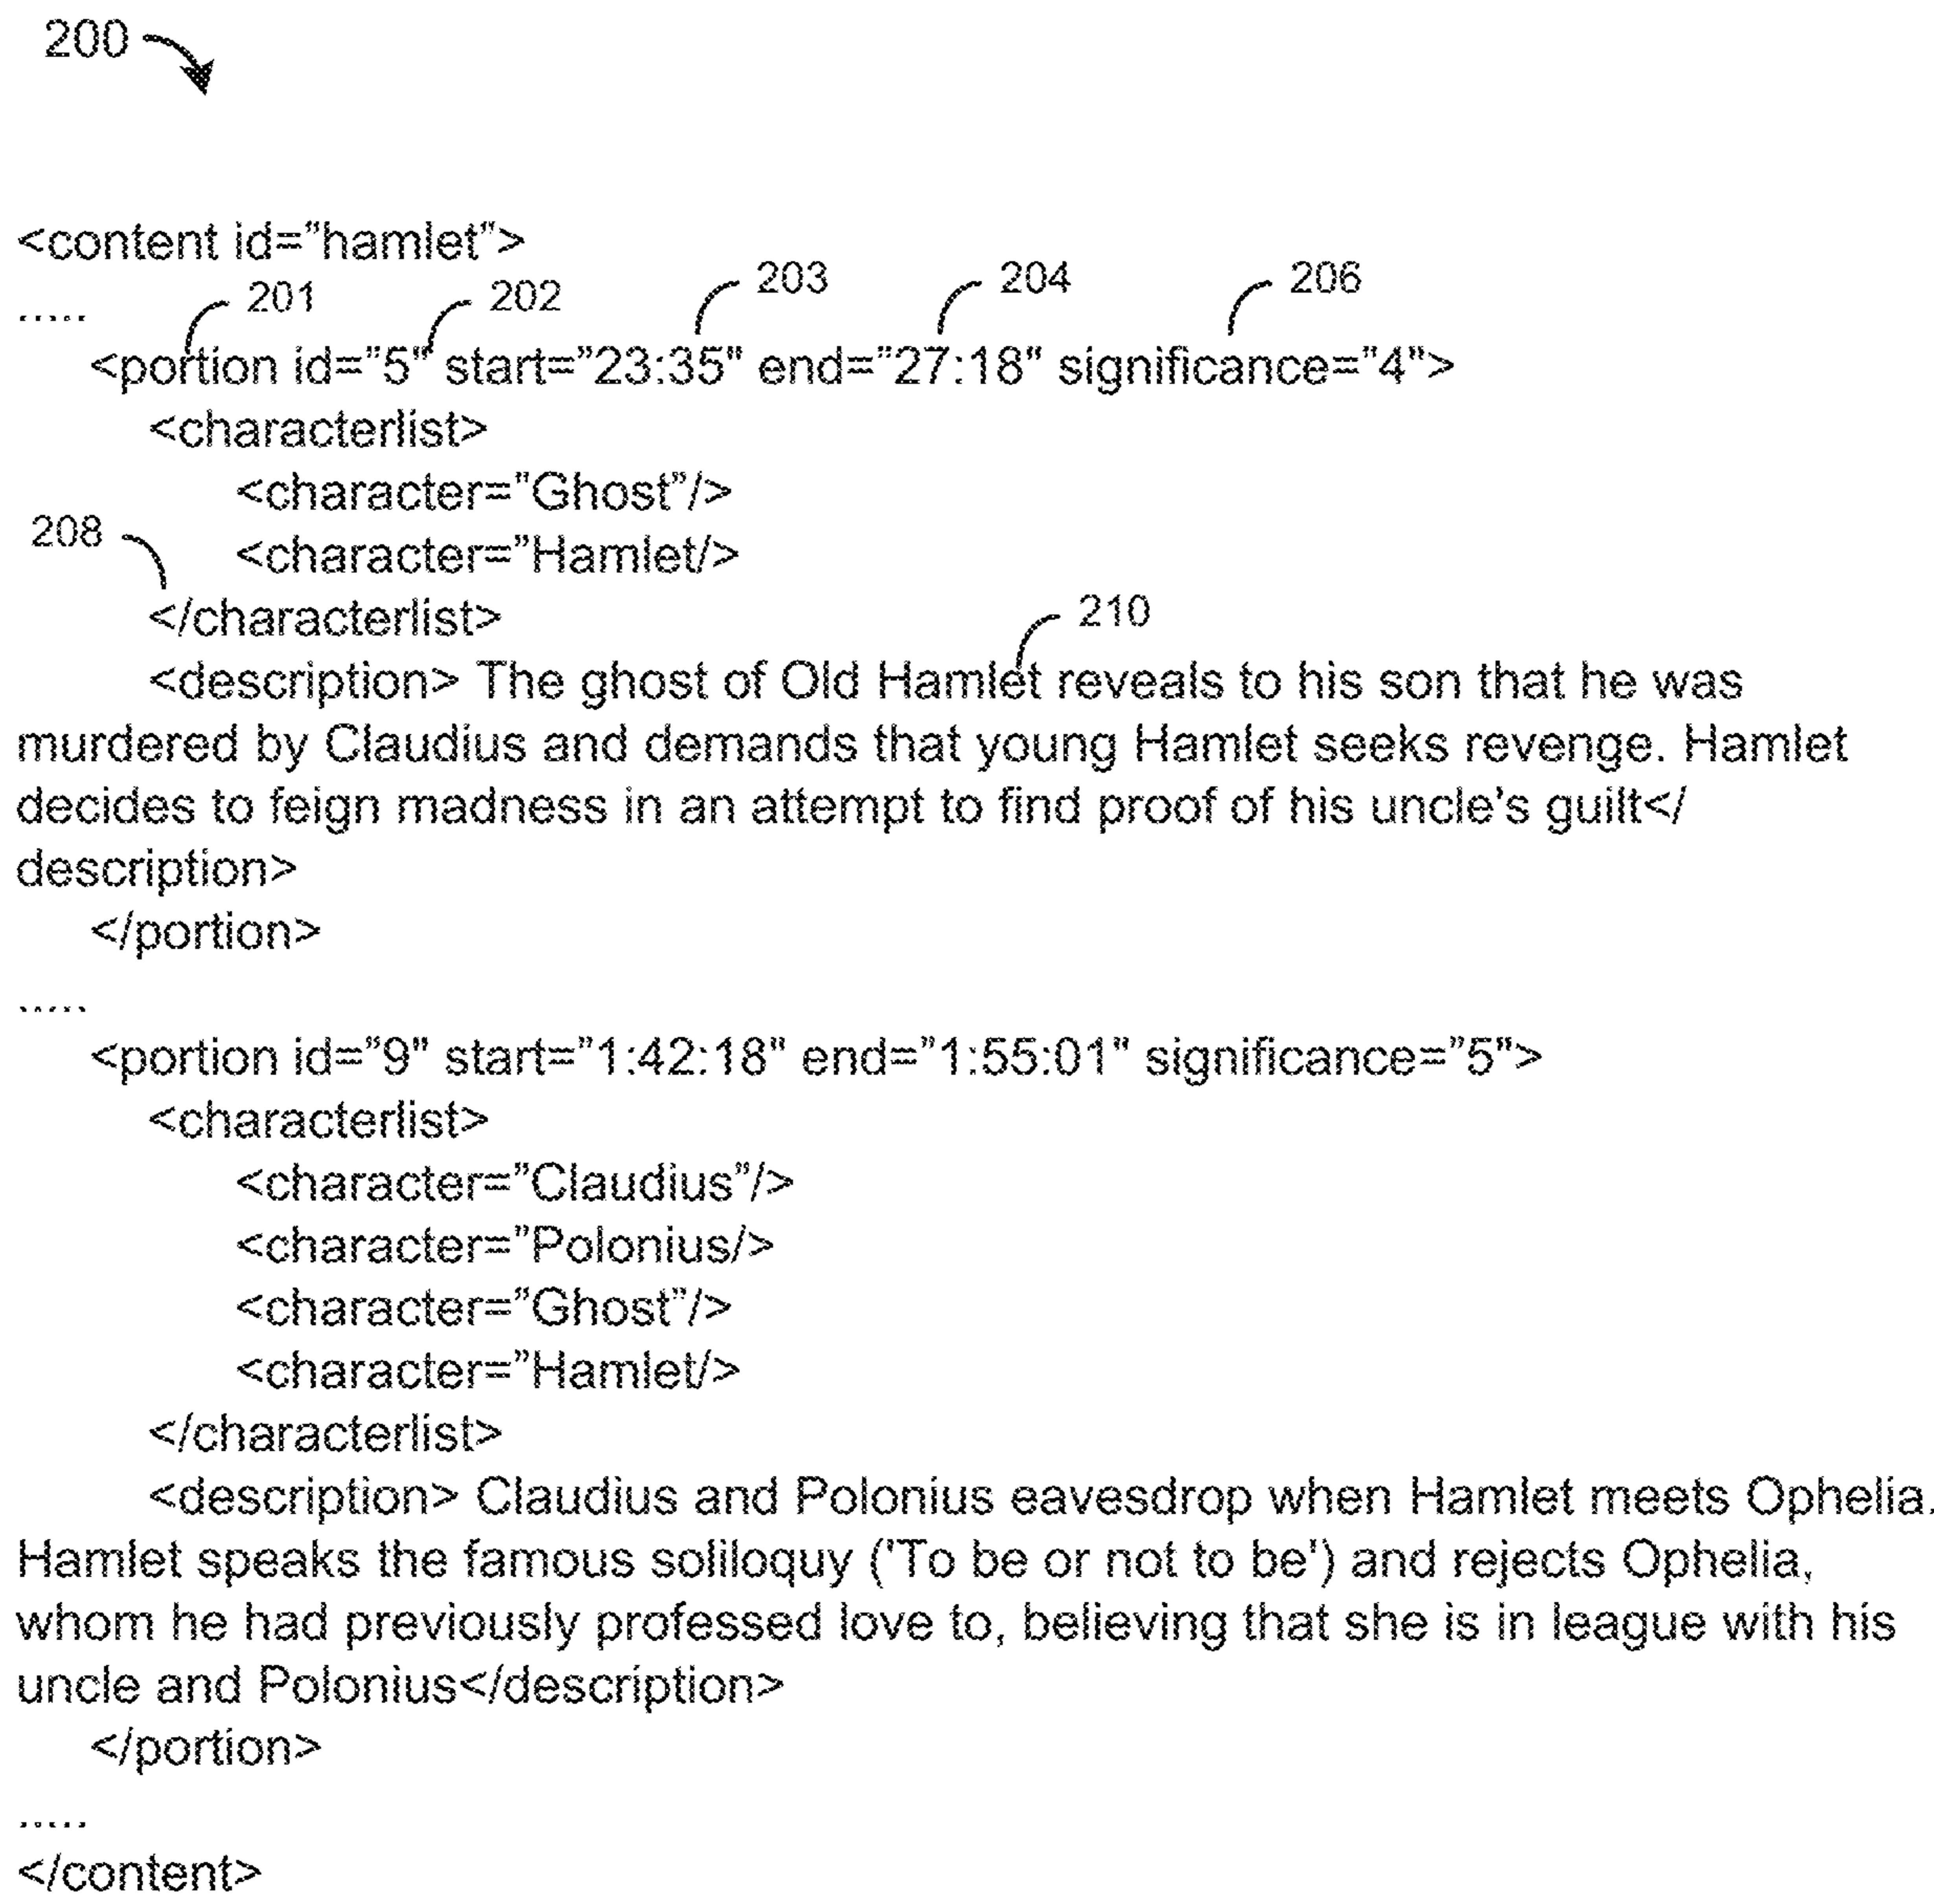 200
<content id=”hamlet”>
201 202 203 204 206
.....
<portion id=”5" start=”23:35" end=”27:18" significance=”4">
<characterlist>
<character=”Ghost”/>
208
<character=”Hamlet/>
</characterlist>
210
<description> The ghost of Old Hamlet reveals to his son that he was
murdered by Claudius and demands that young Hamlet seeks revenge. Hamlet
decides to feign madness in an attempt to find proof of his uncle's guilt</
description>
</portion>
.....
<portion id=”9" start=”1:42:18" end=”1:55:01" significance=”5">
<characterlist>
<character=”Claudius”/>
<character=”Polonius/>
<character=”Ghost”/>
<character=”Hamlet/>
</characterlist>
<description> Claudius and Polonius eavesdrop when Hamlet meets Ophelia.
Hamlet speaks the famous soliloquy ('To be or not to be') and rejects Ophelia,
whom he had previously professed love to, believing that she is in league with his
uncle and Polonius</description>
</portion>
.....
</content>